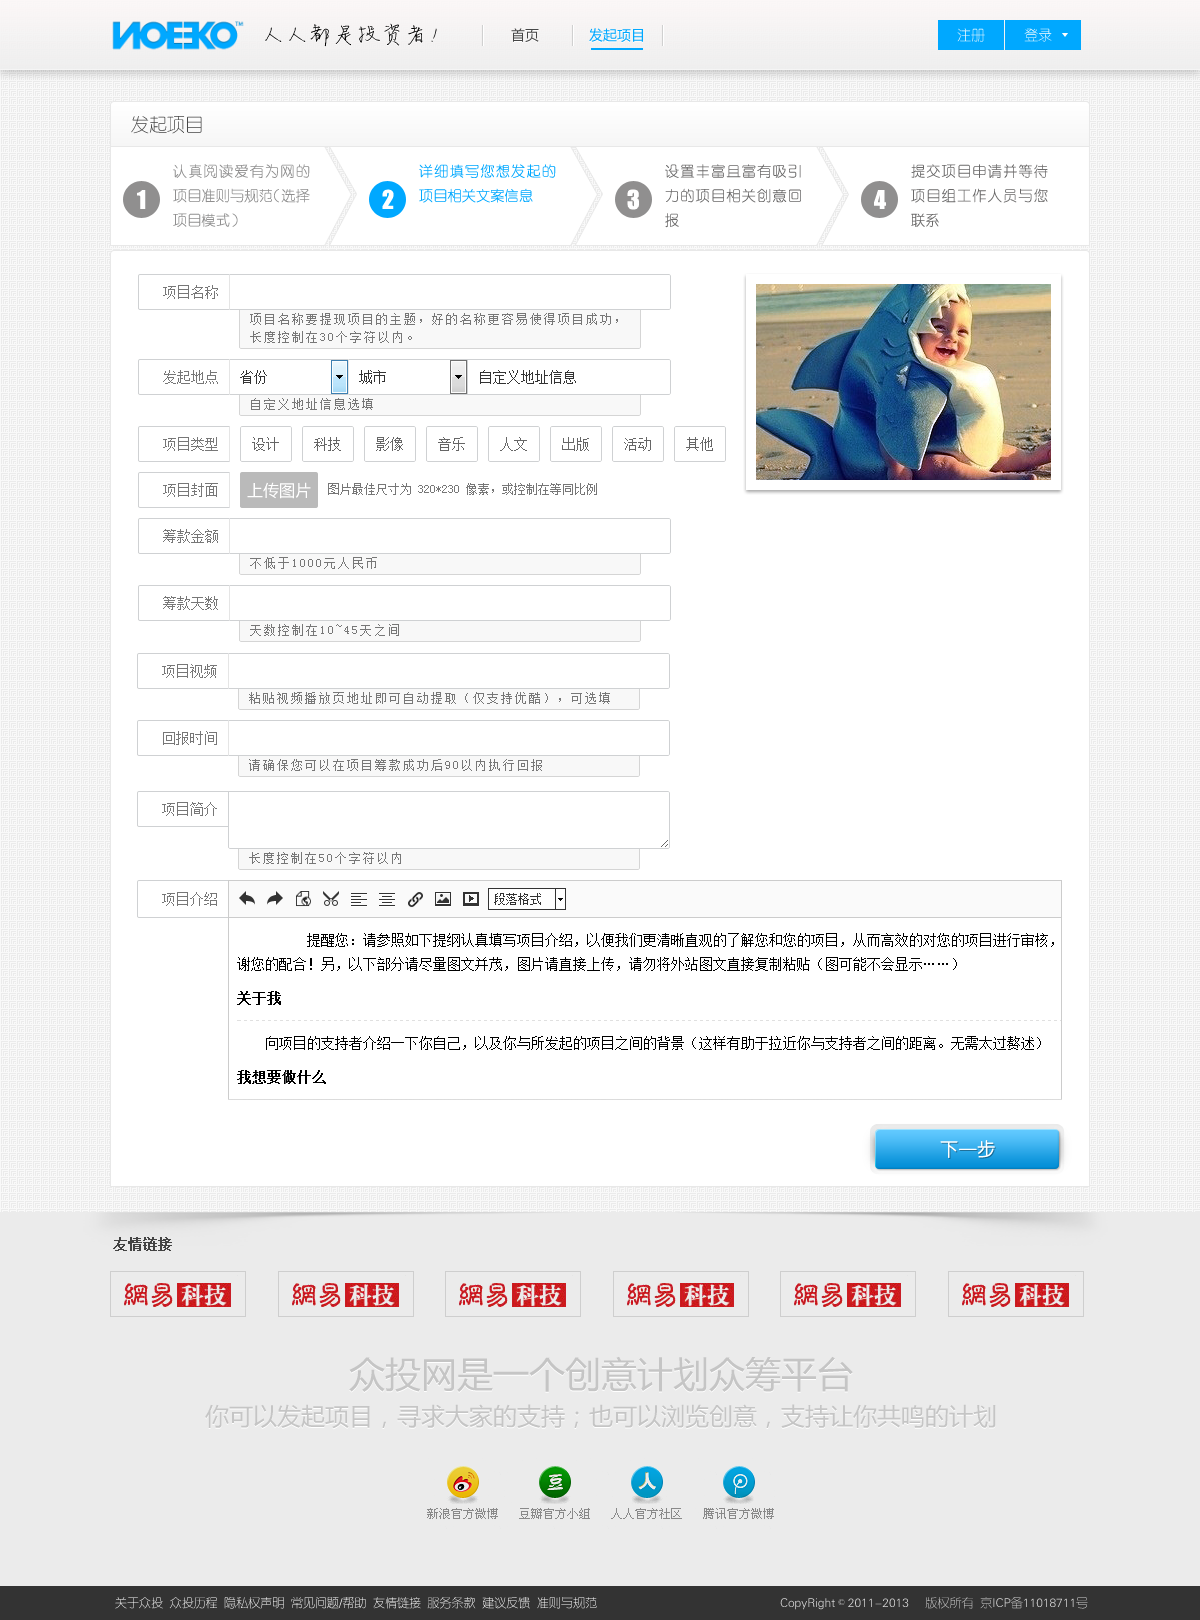 ИOEKO™ 人人都是投资者！ 首页 发起项目 注册 登录
发起项目
1 认真阅读爱有为网的
项目准则与规范（选择
项目模式）
2 详细填写您想发起的
项目相关文案信息
3 设置丰富且富有吸引
力的项目相关创意回
报
4 提交项目申请并等待
项目组工作人员与您
联系
项目名称
项目名称要提现项目的主题，好的名称更容易使得项目成功，
长度控制在30个字符以内。
发起地点 省份 城市 自定义地址信息
自定义地址信息选填
项目类型 设计 科技 影像 音乐 人文 出版 活动 其他
项目封面 上传图片 图片最佳尺寸为 320*230 像素，或控制在等同比例
筹款金额
不低于1000元人民币
筹款天数
天数控制在10~45天之间
项目视频
粘贴视频播放页地址即可自动提取（仅支持优酷），可选填
回报时间
请确保您可以在项目筹款成功后90以内执行回报
项目简介
长度控制在50个字符以内
项目介绍 段落格式
提醒您：请参照如下提纲认真填写项目介绍，以便我们更清晰直观的了解您和您的项目，从而高效的对您的项目进行审核，
谢您的配合！另，以下部分请尽量图文并茂，图片请直接上传，请勿将外站图文直接复制粘贴（图可能不会显示……）
关于我
向项目的支持者介绍一下你自己，以及你与所发起的项目之间的背景（这样有助于拉近你与支持者之间的距离。无需太过赘述）
我想要做什么
下一步
友情链接
網易科技 網易科技 網易科技 網易科技 網易科技 網易科技
众投网是一个创意计划众筹平台
你可以发起项目，寻求大家的支持；也可以浏览创意，支持让你共鸣的计划
豆 人
新浪官方微博 豆瓣官方小组 人人官方社区 腾讯官方微博
关于众投 众投历程 隐私权声明 常见问题/帮助 友情链接 服务条款 建议反馈 准则与规范 CopyRight © 2011-2013 版权所有 京ICP备11018711号